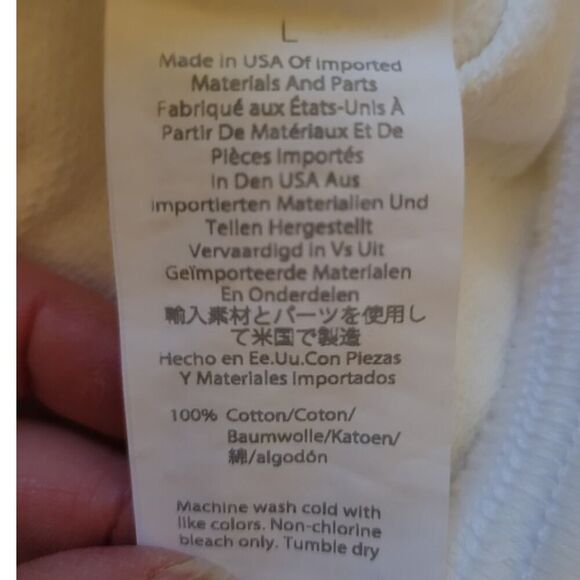 L
Made in USA Of Imported
Materials And Parts
Fabriqué aux États-Unis À
Partir De Matériaux Et De
Pièces Importés
In Den USA Aus
Importierten Materialien Und
Teilen Hergestellt
Vervaardigd in Vs Uit
Geïmporteerde Materialen
En Onderdelen
輸入素材とパーツを使用し
て米国で製造
Hecho en Ee.Uu.Con Piezas
Y Materiales Importados
100% Cotton/Coton/
Baumwolle/Katoen/
綿/algodón
Machine wash cold with
like colors. Non-chlorine
bleach only. Tumble dry